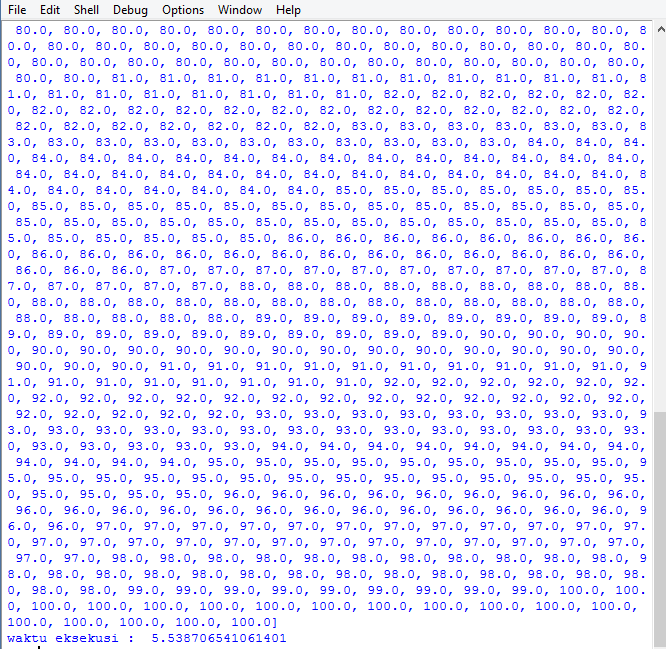 80.0, 80.0, 80.0, 80.0, 80.0, 80.0, 80.0, 80.0, 80.0, 80.0, 80.0, 80.0, 80.0, 8
0.0, 80.0, 80.0, 80.0, 80.0, 80.0, 80.0, 80.0, 80.0, 80.0, 80.0, 80.0, 80.0, 80.
0, 80.0, 80.0, 80.0, 80.0, 80.0, 80.0, 80.0, 80.0, 80.0, 80.0, 80.0, 80.0, 80.0,
80.0, 80.0, 81.0, 81.0, 81.0, 81.0, 81.0, 81.0, 81.0, 81.0, 81.0, 81.0, 81.0, 8
1.0, 81.0, 81.0, 81.0, 81.0, 81.0, 81.0, 81.0, 82.0, 82.0, 82.0, 82.0, 82.0, 82.
0, 82.0, 82.0, 82.0, 82.0, 82.0, 82.0, 82.0, 82.0, 82.0, 82.0, 82.0, 82.0, 82.0,
82.0, 82.0, 82.0, 82.0, 82.0, 82.0, 82.0, 83.0, 83.0, 83.0, 83.0, 83.0, 83.0, 8
3.0, 83.0, 83.0, 83.0, 83.0, 83.0, 83.0, 83.0, 83.0, 83.0, 83.0, 84.0, 84.0, 84.
0, 84.0, 84.0, 84.0, 84.0, 84.0, 84.0, 84.0, 84.0, 84.0, 84.0, 84.0, 84.0, 84.0,
84.0, 84.0, 84.0, 84.0, 84.0, 84.0, 84.0, 84.0, 84.0, 84.0, 84.0, 84.0, 84.0, 8
4.0, 84.0, 84.0, 84.0, 84.0, 84.0, 84.0, 85.0, 85.0, 85.0, 85.0, 85.0, 85.0, 85.
0, 85.0, 85.0, 85.0, 85.0, 85.0, 85.0, 85.0, 85.0, 85.0, 85.0, 85.0, 85.0, 85.0,
85.0, 85.0, 85.0, 85.0, 85.0, 85.0, 85.0, 85.0, 85.0, 85.0, 85.0, 85.0, 85.0, 8
5.0, 85.0, 85.0, 85.0, 85.0, 85.0, 86.0, 86.0, 86.0, 86.0, 86.0, 86.0, 86.0, 86.
0, 86.0, 86.0, 86.0, 86.0, 86.0, 86.0, 86.0, 86.0, 86.0, 86.0, 86.0, 86.0, 86.0,
86.0, 86.0, 86.0, 87.0, 87.0, 87.0, 87.0, 87.0, 87.0, 87.0, 87.0, 87.0, 87.0, 8
7.0, 87.0, 87.0, 87.0, 87.0, 88.0, 88.0, 88.0, 88.0, 88.0, 88.0, 88.0, 88.0, 88.
0, 88.0, 88.0, 88.0, 88.0, 88.0, 88.0, 88.0, 88.0, 88.0, 88.0, 88.0, 88.0, 88.0,
88.0, 88.0, 88.0, 88.0, 88.0, 89.0, 89.0, 89.0, 89.0, 89.0, 89.0, 89.0, 89.0, 8
9.0, 89.0, 89.0, 89.0, 89.0, 89.0, 89.0, 89.0, 89.0, 89.0, 90.0, 90.0, 90.0, 90.
0, 90.0, 90.0, 90.0, 90.0, 90.0, 90.0, 90.0, 90.0, 90.0, 90.0, 90.0, 90.0, 90.0,
90.0, 90.0, 90.0, 91.0, 91.0, 91.0, 91.0, 91.0, 91.0, 91.0, 91.0, 91.0, 91.0, 9
1.0, 91.0, 91.0, 91.0, 91.0, 91.0, 91.0, 91.0, 92.0, 92.0, 92.0, 92.0, 92.0, 92.
0, 92.0, 92.0, 92.0, 92.0, 92.0, 92.0, 92.0, 92.0, 92.0, 92.0, 92.0, 92.0, 92.0,
92.0, 92.0, 92.0, 92.0, 92.0, 93.0, 93.0, 93.0, 93.0, 93.0, 93.0, 93.0, 93.0, 9
3.0, 93.0, 93.0, 93.0, 93.0, 93.0, 93.0, 93.0, 93.0, 93.0, 93.0, 93.0, 93.0, 93.
0, 93.0, 93.0, 93.0, 93.0, 93.0, 94.0, 94.0, 94.0, 94.0, 94.0, 94.0, 94.0, 94.0,
94.0, 94.0, 94.0, 94.0, 95.0, 95.0, 95.0, 95.0, 95.0, 95.0, 95.0, 95.0, 95.0, 9
5.0, 95.0, 95.0, 95.0, 95.0, 95.0, 95.0, 95.0, 95.0, 95.0, 95.0, 95.0, 95.0, 95.
0, 95.0, 95.0, 95.0, 95.0, 96.0, 96.0, 96.0, 96.0, 96.0, 96.0, 96.0, 96.0, 96.0,
96.0, 96.0, 96.0, 96.0, 96.0, 96.0, 96.0, 96.0, 96.0, 96.0, 96.0, 96.0, 96.0, 9
6.0, 96.0, 97.0, 97.0, 97.0, 97.0, 97.0, 97.0, 97.0, 97.0, 97.0, 97.0, 97.0, 97.
0, 97.0, 97.0, 97.0, 97.0, 97.0, 97.0, 97.0, 97.0, 97.0, 97.0, 97.0, 97.0, 97.0,
97.0, 97.0, 98.0, 98.0, 98.0, 98.0, 98.0, 98.0, 98.0, 98.0, 98.0, 98.0, 98.0, 9
8.0, 98.0, 98.0, 98.0, 98.0, 98.0, 98.0, 98.0, 98.0, 98.0, 98.0, 98.0, 98.0, 98.
0, 98.0, 98.0, 99.0, 99.0, 99.0, 99.0, 99.0, 99.0, 99.0, 99.0, 99.0, 100.0, 100.
0, 100.0, 100.0, 100.0, 100.0, 100.0, 100.0, 100.0, 100.0, 100.0, 100.0, 100.0,
100.0, 100.0, 100.0, 100.0, 100.0]
waktu eksekusi :  5.538706541061401
File Edit Shell Debug Options Window Help